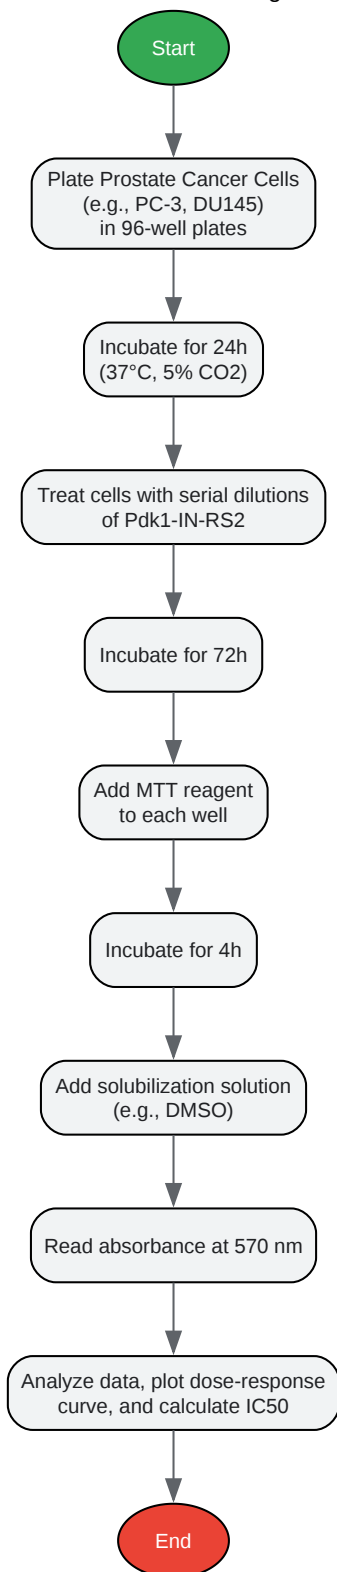 Start
Plate Prostate Cancer Cells
(e.g., PC-3, DU145)
in 96-well plates
Incubate for 24h
(37°C, 5% CO2)
Treat cells with serial dilutions
of Pdk1-IN-RS2
Incubate for 72h
Add MTT reagent
to each well
Incubate for 4h
Add solubilization solution
(e.g., DMSO)
Read absorbance at 570 nm
Analyze data, plot dose-response
curve, and calculate IC50
End